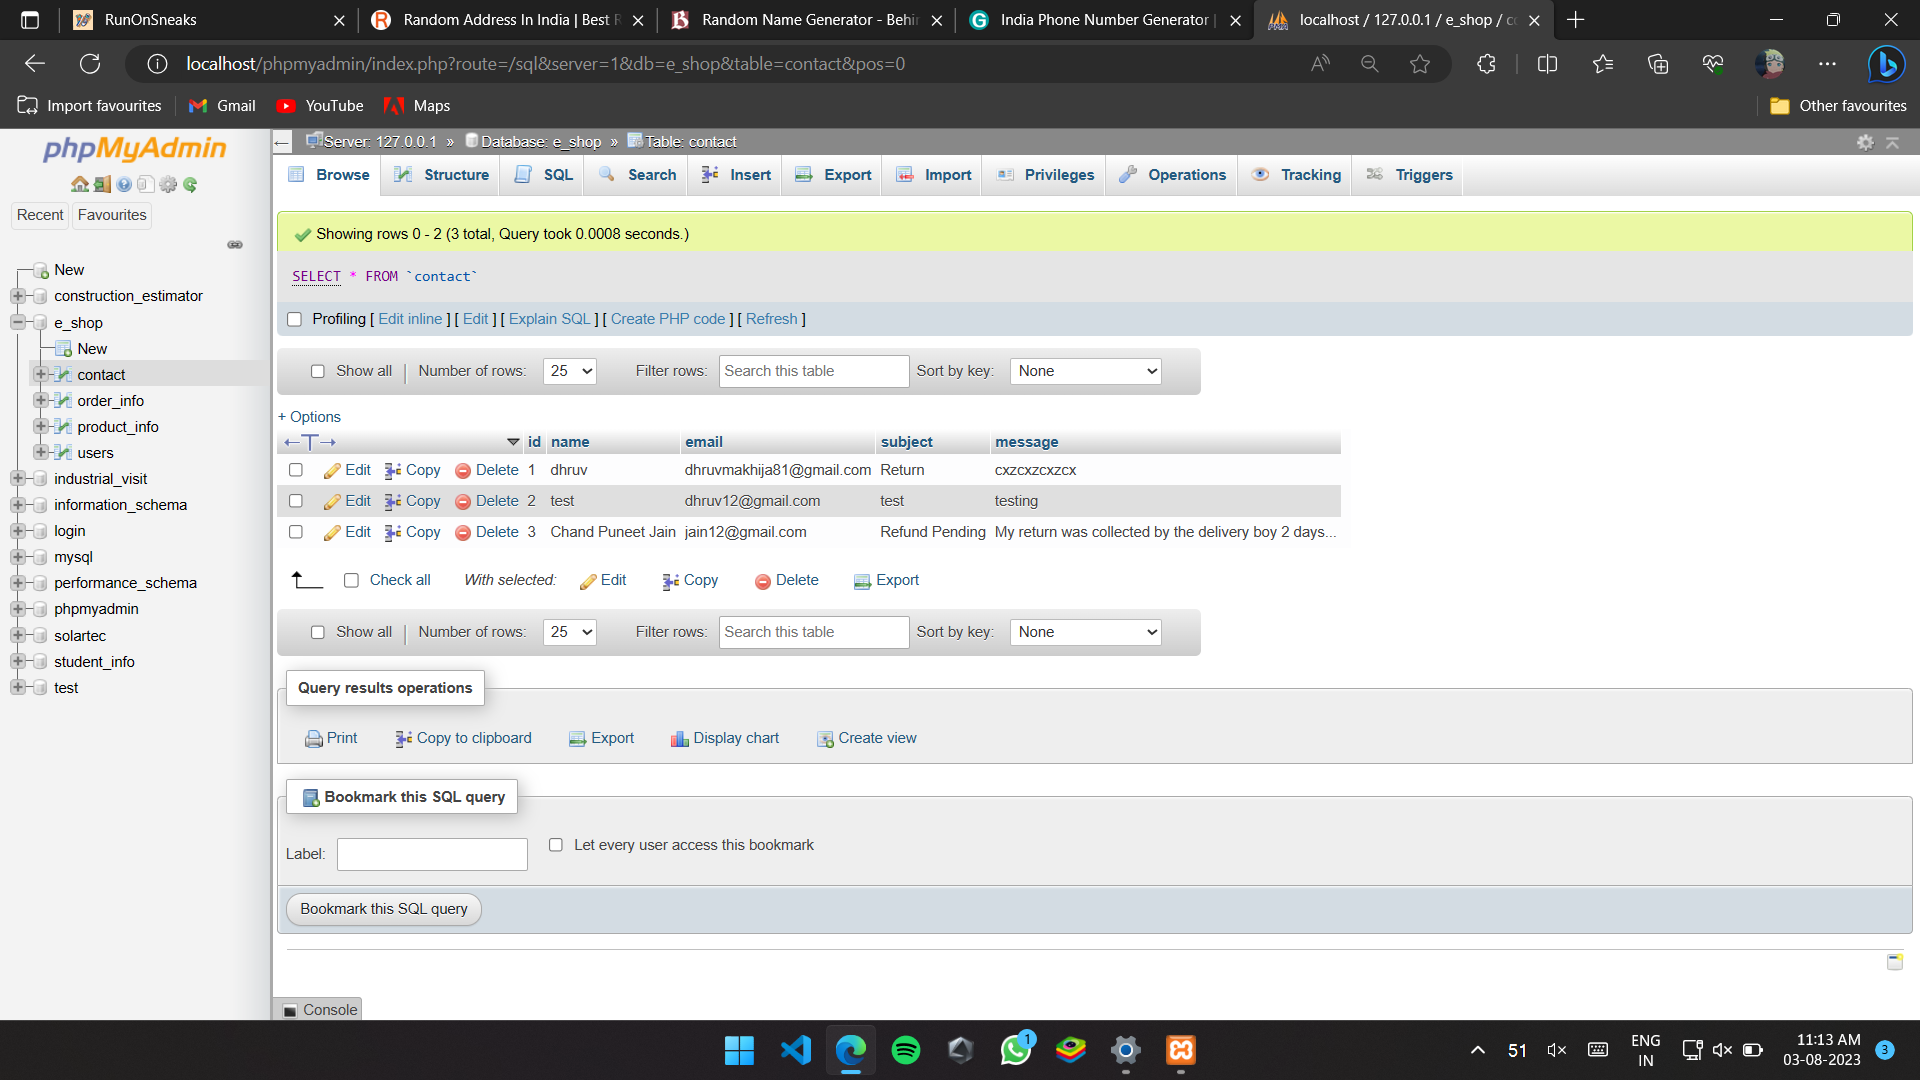 RunOnSneaks
Random Address In India | Best R
Random Name Generator - Behin
India Phone Number Generator |
localhost / 127.0.0.1 / e_shop / co
localhost/phpmyadmin/index.php?route=/sql&server=1&db=e_shop&table=contact&pos=0
Import favourites
Gmail
YouTube
Maps
Other favourites
phpMyAdmin
Recent
Favourites
New
construction_estimator
e_shop
New
contact
order_info
product_info
users
industrial_visit
information_schema
login
mysql
performance_schema
phpmyadmin
solartec
student_info
test
Server: 127.0.0.1 » Database: e_shop » Table: contact
Browse Structure SQL Search Insert Export Import Privileges Operations Tracking Triggers
Showing rows 0 - 2 (3 total, Query took 0.0008 seconds.)
SELECT * FROM `contact`
Profiling [ Edit inline ] [ Edit ] [ Explain SQL ] [ Create PHP code ] [ Refresh ]
Show all | Number of rows: 25 Filter rows: Search this table Sort by key: None
+ Options
←T→ id name email subject message
Edit Copy Delete 1 dhruv dhruvmakhija81@gmail.com Return cxzcxzcxzcx
Edit Copy Delete 2 test dhruv12@gmail.com test testing
Edit Copy Delete 3 Chand Puneet Jain jain12@gmail.com Refund Pending My return was collected by the delivery boy 2 days...
Check all With selected: Edit Copy Delete Export
Show all | Number of rows: 25 Filter rows: Search this table Sort by key: None
Query results operations
Print Copy to clipboard Export Display chart Create view
Bookmark this SQL query
Label:
Let every user access this bookmark
Bookmark this SQL query
Console
1
51
ENG
IN
11:13 AM
03-08-2023
3